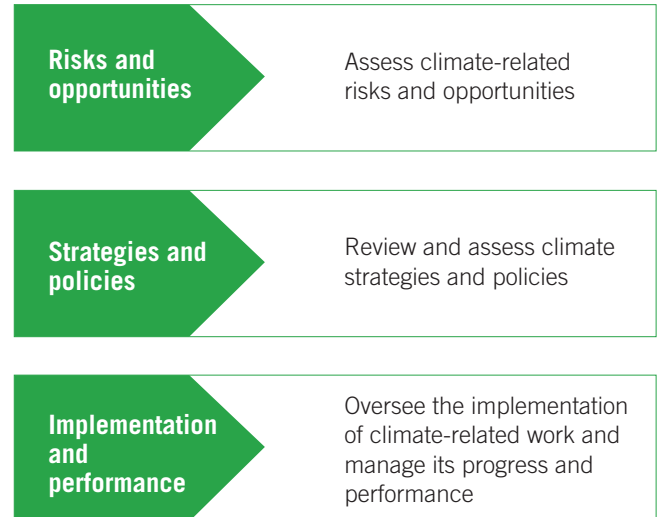 Risks and
opportunities
Assess climate-related
risks and opportunities
Strategies and
policies
Review and assess climate
strategies and policies
Implementation
and
performance
Oversee the implementation
of climate-related work and
manage its progress and
performance